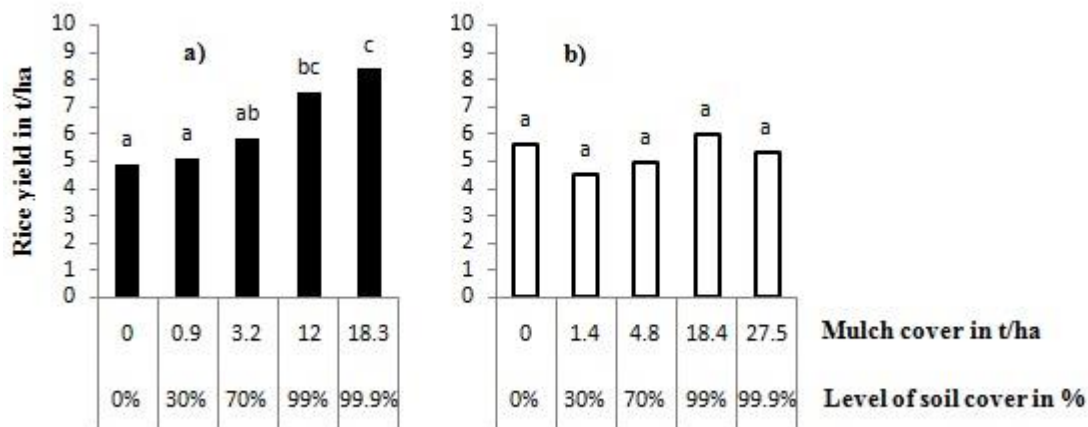 Rice yield in t/ha
10
9
8
7
6
5
4
3
2
1
0
a)
a
a
ab
bc
c
0 0.9 3.2 12 18.3
0% 30% 70% 99% 99.9%
10
9
8
7
6
5
4
3
2
1
0
b)
a
a
a
a
a
0 1.4 4.8 18.4 27.5 Mulch cover in t/ha
0% 30% 70% 99% 99.9% Level of soil cover in %